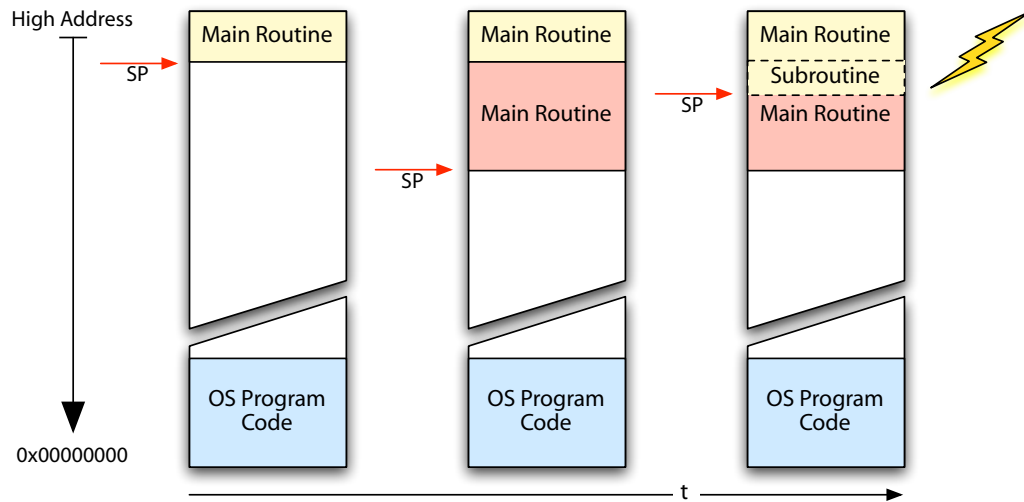 High Address
SP
0x00000000
Main Routine
OS Program
Code
SP
Main Routine
Main Routine
OS Program
Code
SP
Main Routine
Subroutine
Main Routine
OS Program
Code
t